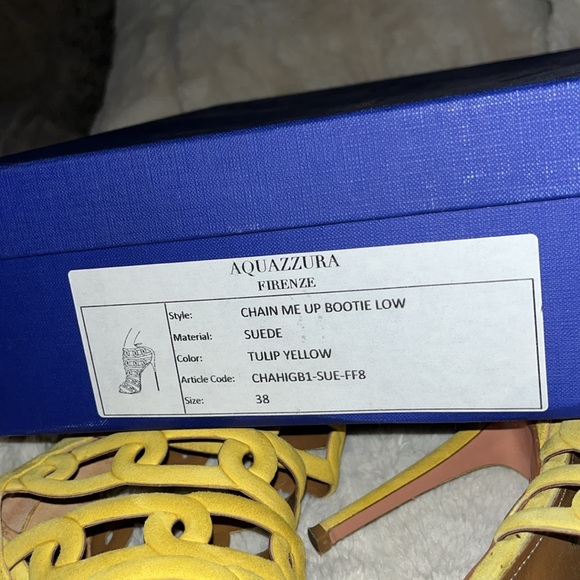 AQUAZZURA
FIRENZE
Style: CHAIN ME UP BOOTIE LOW
Material: SUEDE
Color: TULIP YELLOW
Article Code: CHAHIGB1-SUE-FF8
Size: 38